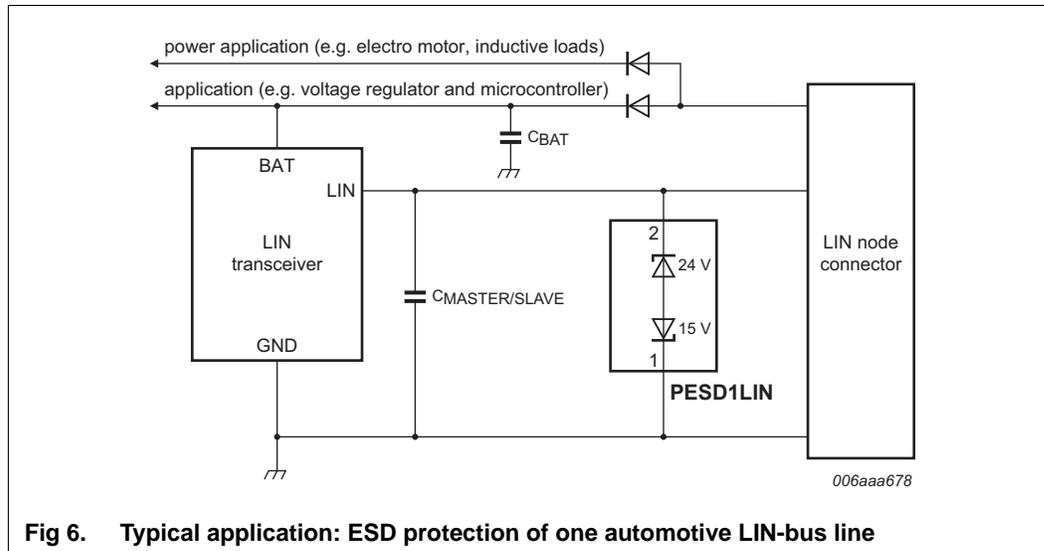 power application (e.g. electro motor, inductive loads)
application (e.g. voltage regulator and microcontroller)
CBAT
BAT
LIN
LIN
transceiver
GND
CMASTER/SLAVE
2
24 V
15 V
1
PESD1LIN
LIN node
connector
006aaa678
Fig 6. Typical application: ESD protection of one automotive LIN-bus line